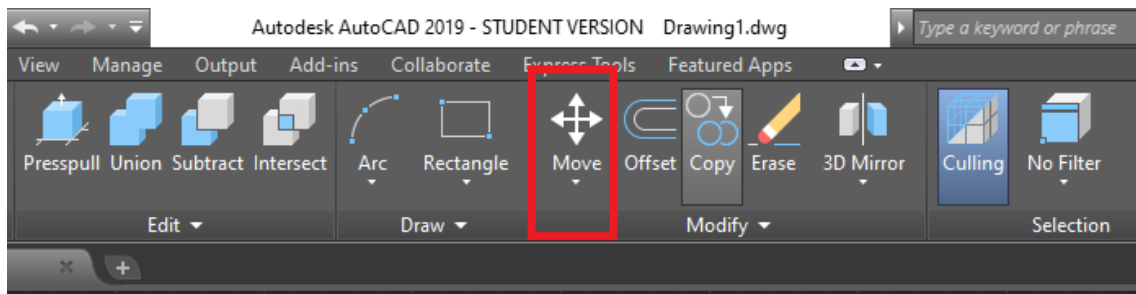 Autodesk AutoCAD 2019 - STUDENT VERSION Drawing1.dwg Type a keyword or phrase
View Manage Output Add-ins Collaborate Express Tools Featured Apps
Presspull Union Subtract Intersect Arc Rectangle Move Offset Copy Erase 3D Mirror Culling No Filter
Edit Draw Modify Selection